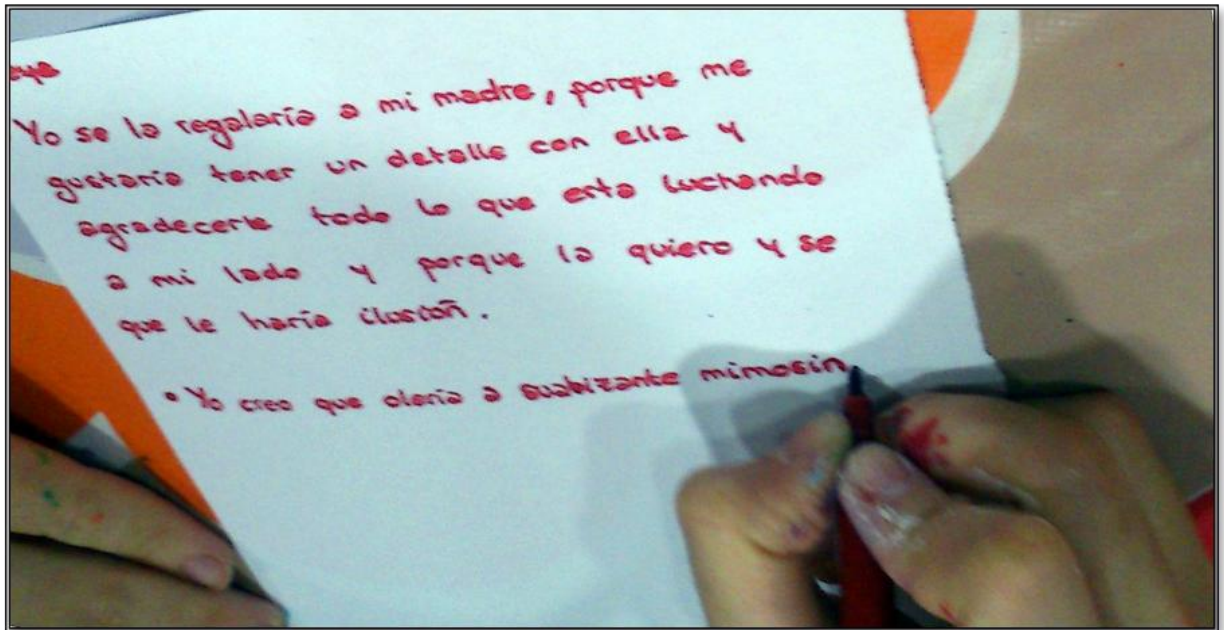 Yo se la regalaría a mi madre, porque me
gustaría tener un detalle con ella y
agradecerle todo lo que esta luchando
a mi lado y porque la quiero y se
que le haría ilusión.
• Yo creo que olería a suabizante mimosin.